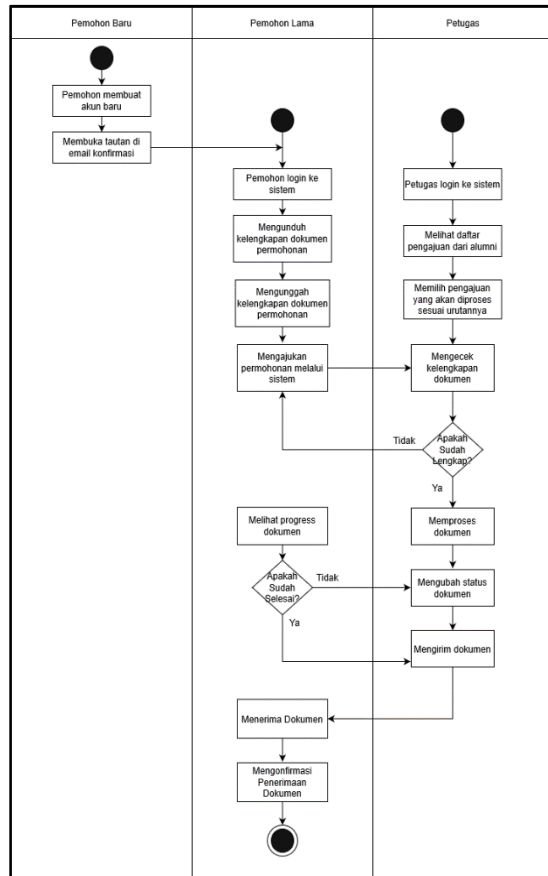 Pemohon Baru
Pemohon Lama
Petugas
Pemohon membuat
akun baru
Membuka tautan di
email konfirmasi
Pemohon login ke
sistem
Mengunduh
kelengkapan dokumen
permohonan
Mengunggah
kelengkapan dokumen
permohonan
Mengajukan
permohonan melalui
sistem
Petugas login ke sistem
Melihat daftar
pengajuan dari alumni
Memilih pengajuan
yang akan diproses
sesuai urutannya
Mengecek
kelengkapan
dokumen
Apakah
Sudah
Lengkap?
Tidak
Ya
Memproses
dokumen
Melihat progress
dokumen
Apakah
Sudah
Selesai?
Tidak
Ya
Mengubah status
dokumen
Mengirim dokumen
Menerima Dokumen
Mengonfirmasi
Penerimaan
Dokumen